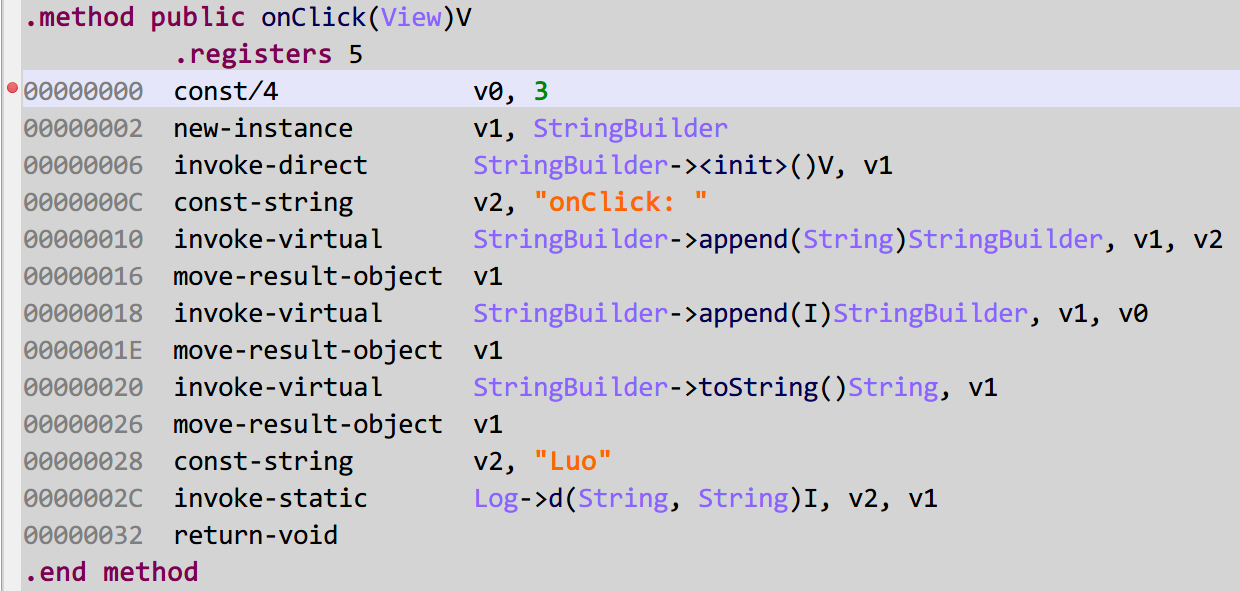 .method public onClick(View)V
.registers 5
00000000 const/4 v0, 3
00000002 new-instance v1, StringBuilder
00000006 invoke-direct StringBuilder-><init>()V, v1
0000000C const-string v2, "onClick: "
00000010 invoke-virtual StringBuilder->append(String)StringBuilder, v1, v2
00000016 move-result-object v1
00000018 invoke-virtual StringBuilder->append(I)StringBuilder, v1, v0
0000001E move-result-object v1
00000020 invoke-virtual StringBuilder->toString()String, v1
00000026 move-result-object v1
00000028 const-string v2, "Luo"
0000002C invoke-static Log->d(String, String)I, v2, v1
00000032 return-void
.end method